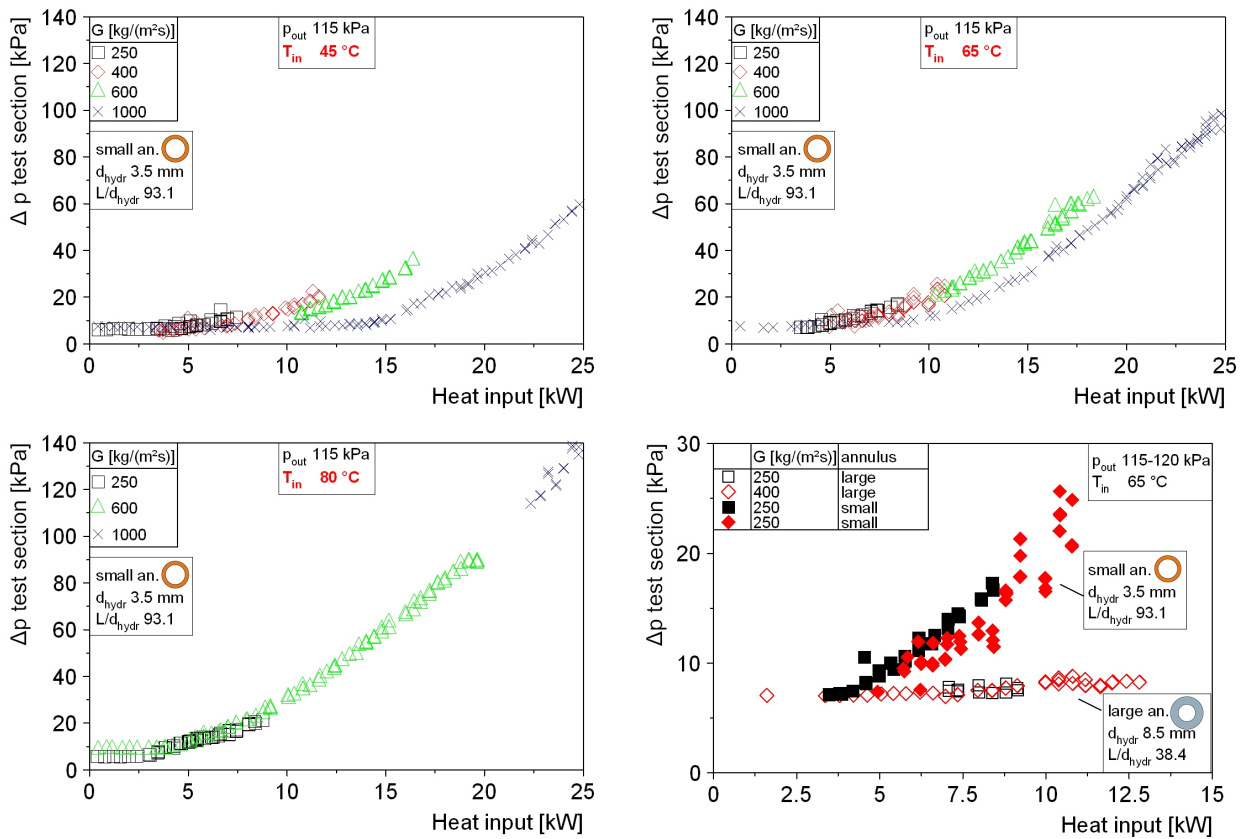 G [kg/(m²s)]
250
400
600
1000
p_out 115 kPa
T_in 45 °C
small an.
d_hydr 3.5 mm
L/d_hydr 93.1
Δ p test section [kPa]
140
120
100
80
60
40
20
0
0 5 10 15 20 25
Heat input [kW]
G [kg/(m²s)]
250
400
600
1000
p_out 115 kPa
T_in 65 °C
small an.
d_hydr 3.5 mm
L/d_hydr 93.1
Δp test section [kPa]
140
120
100
80
60
40
20
0
0 5 10 15 20 25
Heat input [kW]
G [kg/(m²s)]
250
600
1000
p_out 115 kPa
T_in 80 °C
small an.
d_hydr 3.5 mm
L/d_hydr 93.1
Δp test section [kPa]
140
120
100
80
60
40
20
0
0 5 10 15 20 25
Heat input [kW]
G [kg/(m²s)] annulus
250 large
400 large
250 small
250 small
p_out 115-120 kPa
T_in 65 °C
small an.
d_hydr 3.5 mm
L/d_hydr 93.1
large an.
d_hydr 8.5 mm
L/d_hydr 38.4
Δp test section [kPa]
30
20
10
0
0 2.5 5 7.5 10 12.5 15
Heat input [kW]